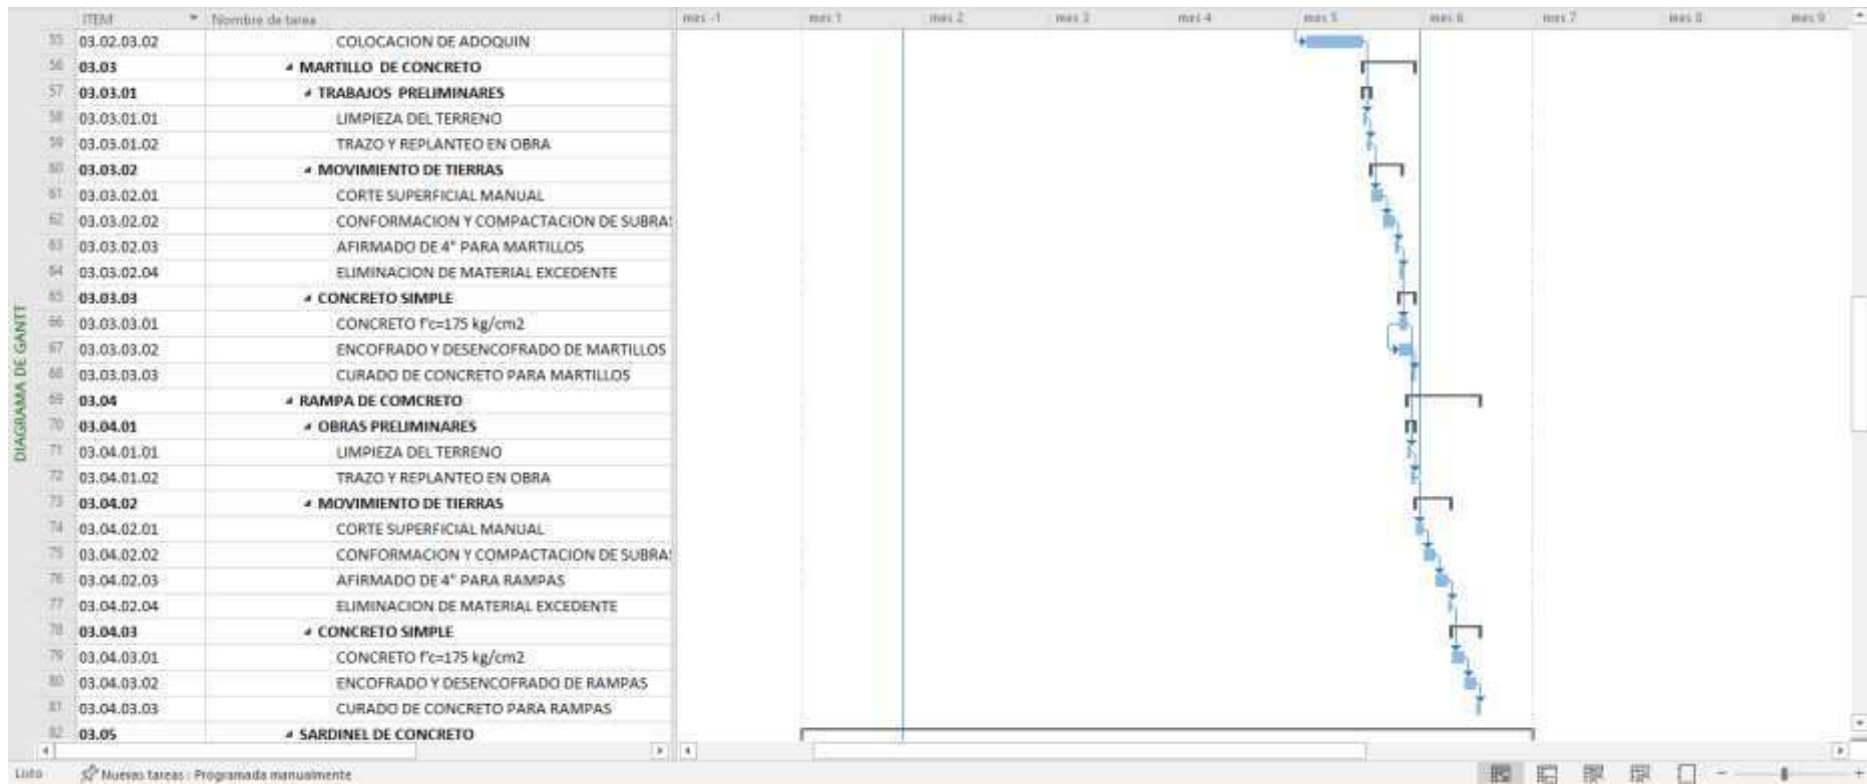 ITEM Nombre de tarea mes -1 mes 1 mes 2 mes 3 mes 4 mes 5 mes 6 mes 7 mes 8 mes 9
55 03.02.03.02 COLOCACION DE ADOQUIN
56 03.03 MARTILLO DE CONCRETO
57 03.03.01 TRABAJOS PRELIMINARES
58 03.03.01.01 LIMPIEZA DEL TERRENO
59 03.03.01.02 TRAZO Y REPLANTEO EN OBRA
60 03.03.02 MOVIMIENTO DE TIERRAS
61 03.03.02.01 CORTE SUPERFICIAL MANUAL
62 03.03.02.02 CONFORMACION Y COMPACTACION DE SUBRAS
63 03.03.02.03 AFIRMADO DE 4" PARA MARTILLOS
64 03.03.02.04 ELIMINACION DE MATERIAL EXCEDENTE
65 03.03.03 CONCRETO SIMPLE
66 03.03.03.01 CONCRETO f'c=175 kg/cm2
67 03.03.03.02 ENCOFRADO Y DESENCOFRADO DE MARTILLOS
68 03.03.03.03 CURADO DE CONCRETO PARA MARTILLOS
69 03.04 RAMPA DE COMCRETO
70 03.04.01 OBRAS PRELIMINARES
71 03.04.01.01 LIMPIEZA DEL TERRENO
72 03.04.01.02 TRAZO Y REPLANTEO EN OBRA
73 03.04.02 MOVIMIENTO DE TIERRAS
74 03.04.02.01 CORTE SUPERFICIAL MANUAL
75 03.04.02.02 CONFORMACION Y COMPACTACION DE SUBRAS
76 03.04.02.03 AFIRMADO DE 4" PARA RAMPAS
77 03.04.02.04 ELIMINACION DE MATERIAL EXCEDENTE
78 03.04.03 CONCRETO SIMPLE
79 03.04.03.01 CONCRETO f'c=175 kg/cm2
80 03.04.03.02 ENCOFRADO Y DESENCOFRADO DE RAMPAS
81 03.04.03.03 CURADO DE CONCRETO PARA RAMPAS
82 03.05 SARDINEL DE CONCRETO
DIAGRAMA DE GANTT
Listo Nuevas tareas : Programada manualmente